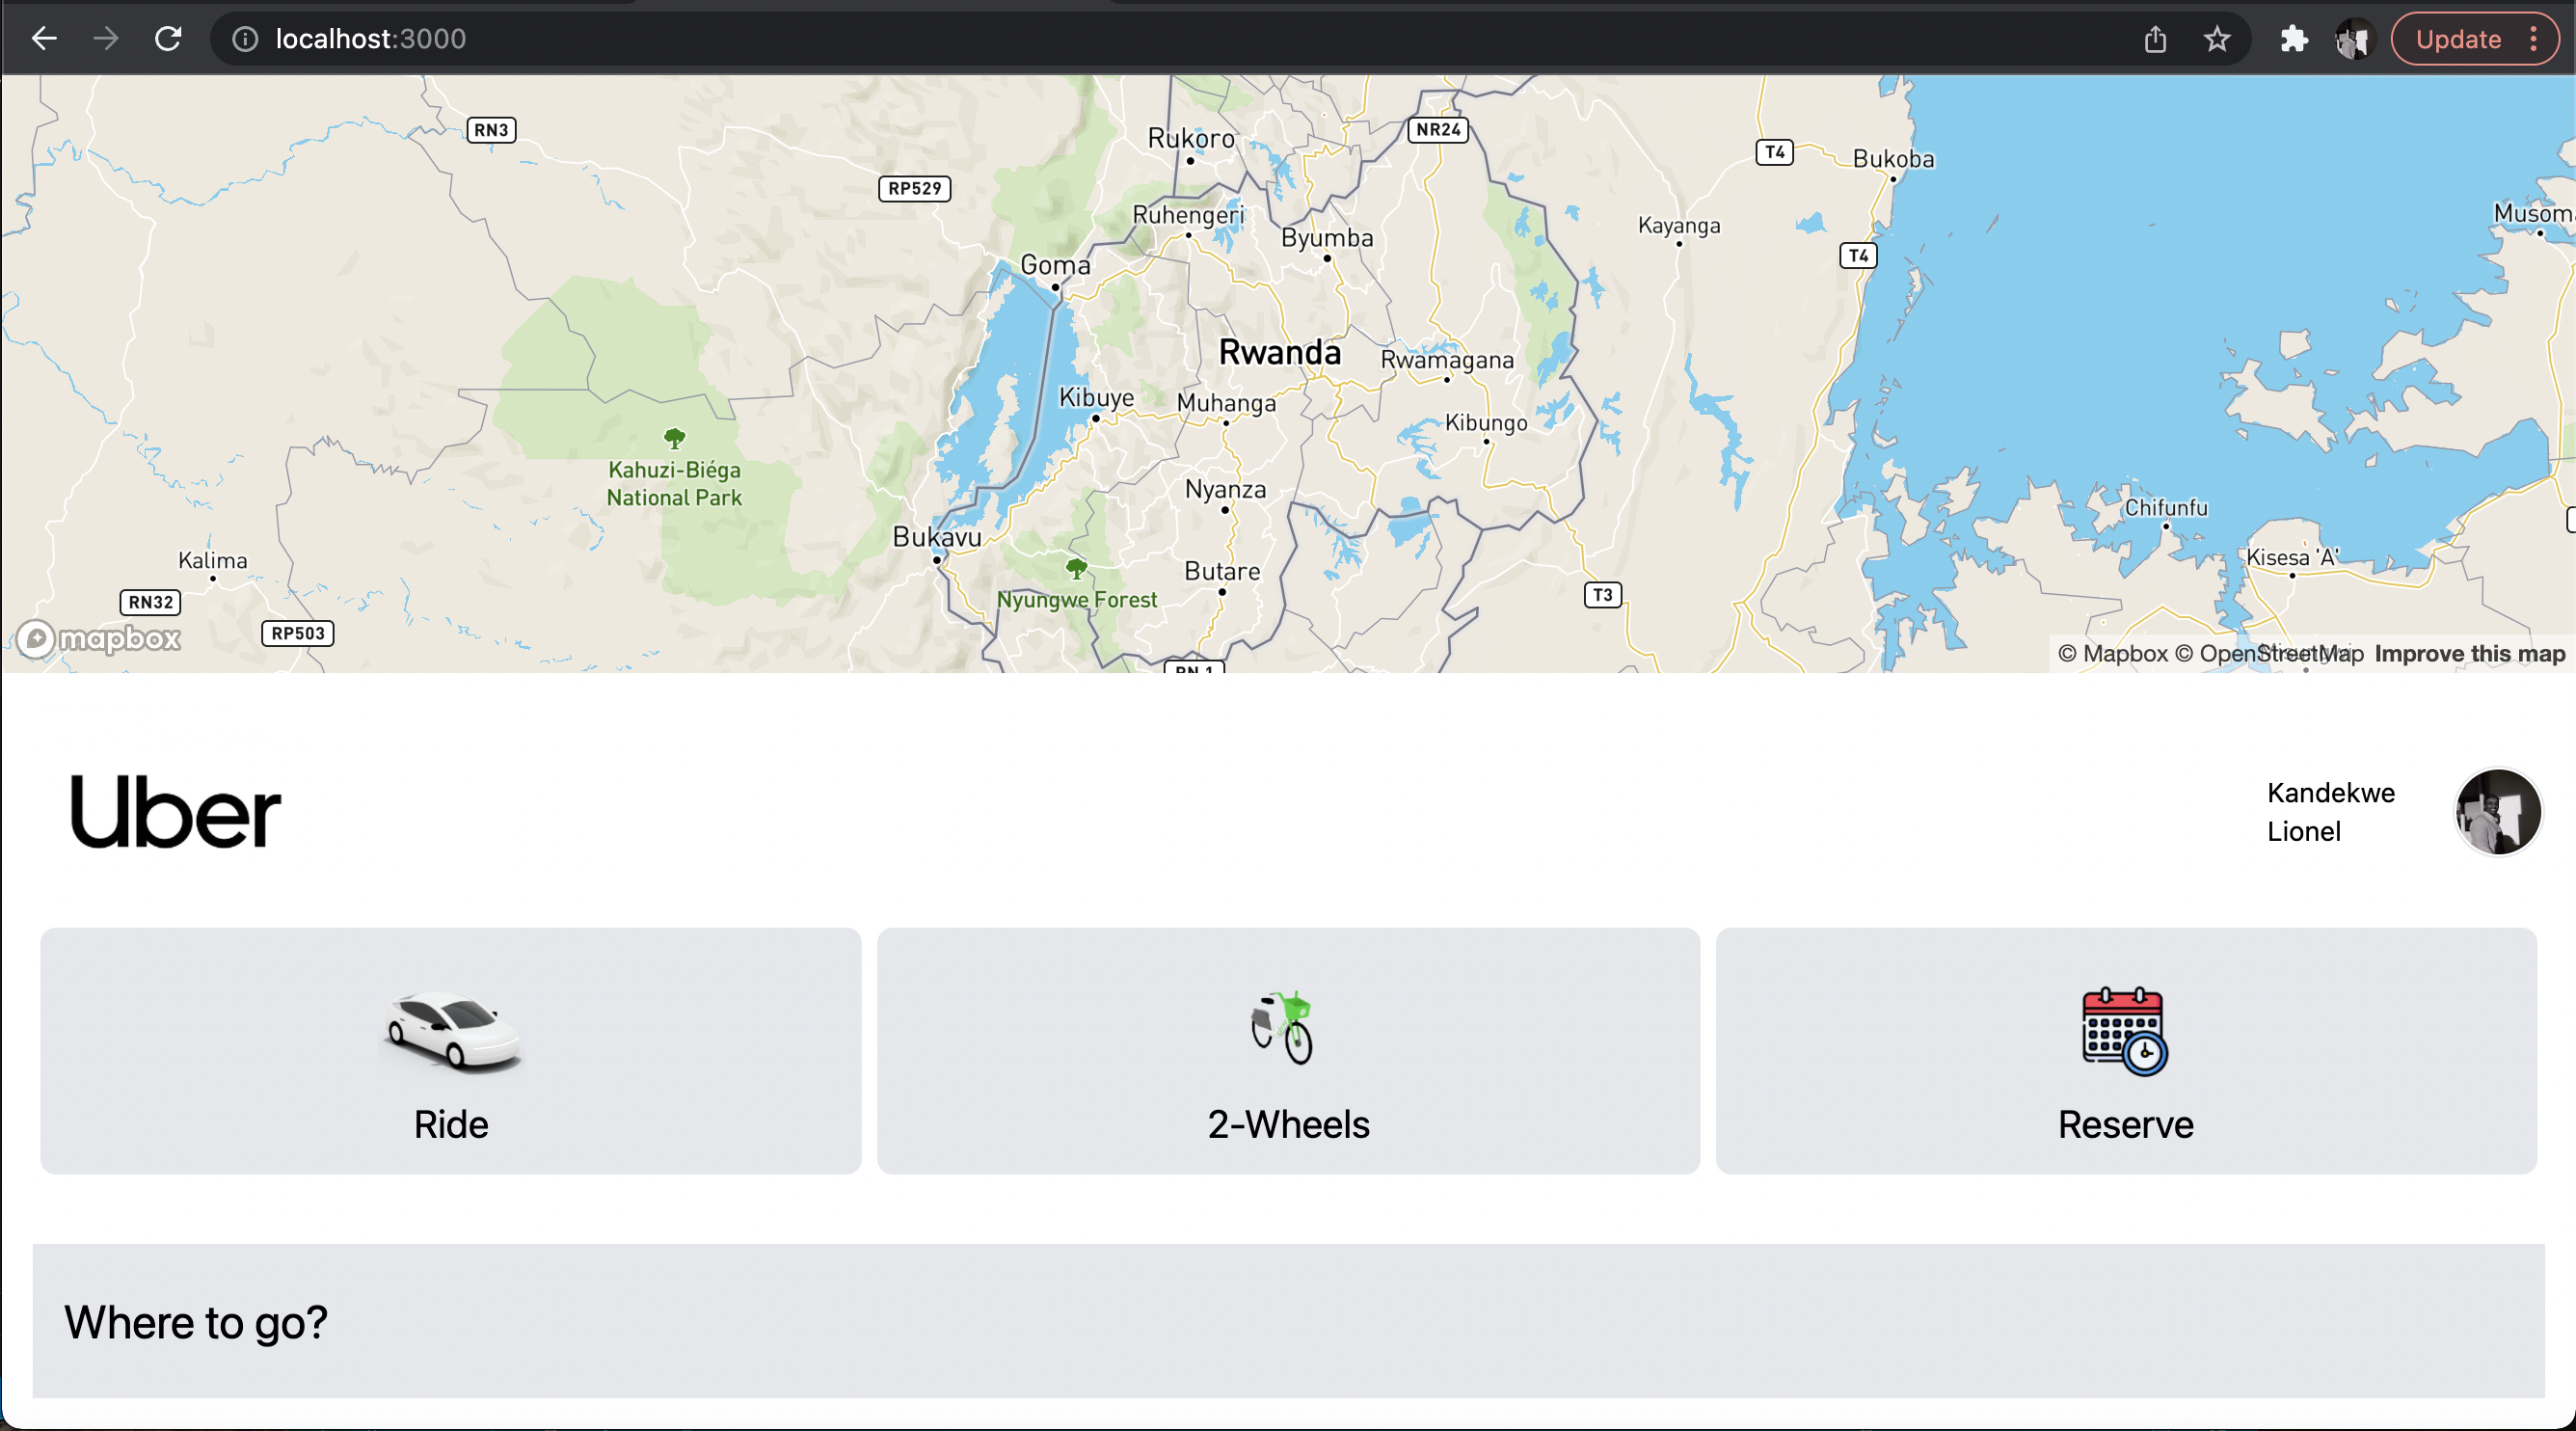 localhost:3000
Update
RN3
NR24
Rukoro
T4
Bukoba
RP529
Ruhengeri
Musom
Kayanga
Byumba
T4
Goma
Rwanda
Rwamagana
Kibuye
Muhanga
Kibungo
Kahuzi-Biéga
National Park
Nyanza
Chifunfu
Bukavu
Kisesa 'A'
Kalima
Butare
RN32
Nyungwe Forest
T3
RP503
mapbox
© Mapbox © OpenStreetMap Improve this map
RN 1
Uber
Kandekwe
Lionel
Ride
2-Wheels
Reserve
Where to go?